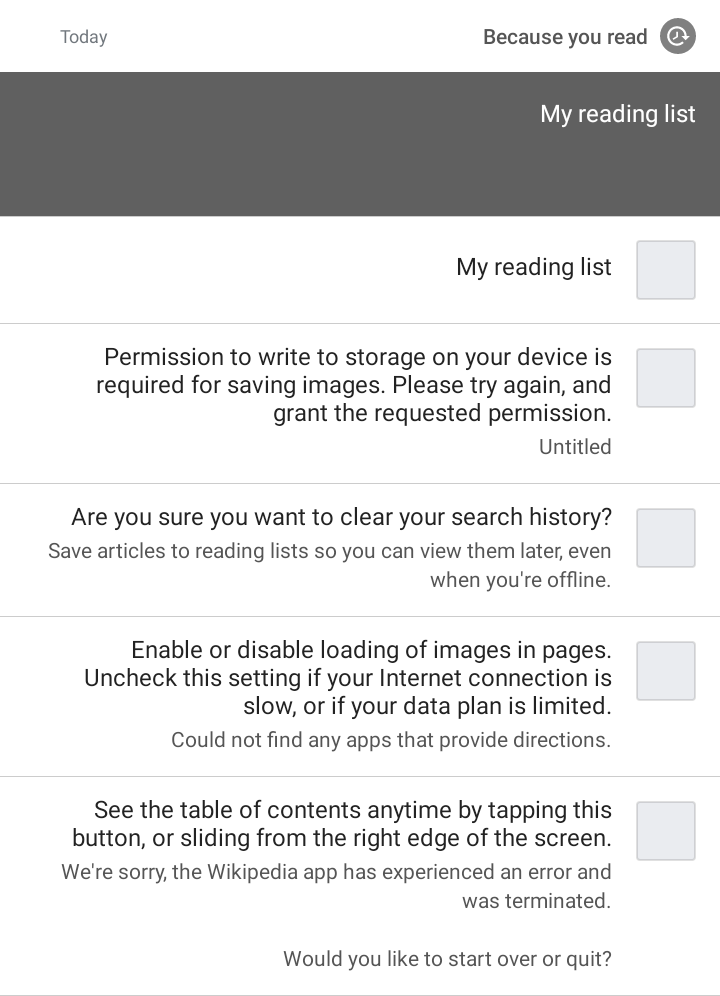 Because you read
Today
My reading list
My reading list
Permission to write to storage on your device is
required for saving images. Please try again, and
grant the requested permission.
Untitled
Are you sure you want to clear your search history?
Save articles to reading lists so you can view them later, even
when you're offline.
Enable or disable loading of images in pages.
Uncheck this setting if your Internet connection is
slow, or if your data plan is limited.
Could not find any apps that provide directions.
See the table of contents anytime by tapping this
button, or sliding from the right edge of the screen.
We're sorry, the Wikipedia app has experienced an error and
was terminated.
Would you like to start over or quit?